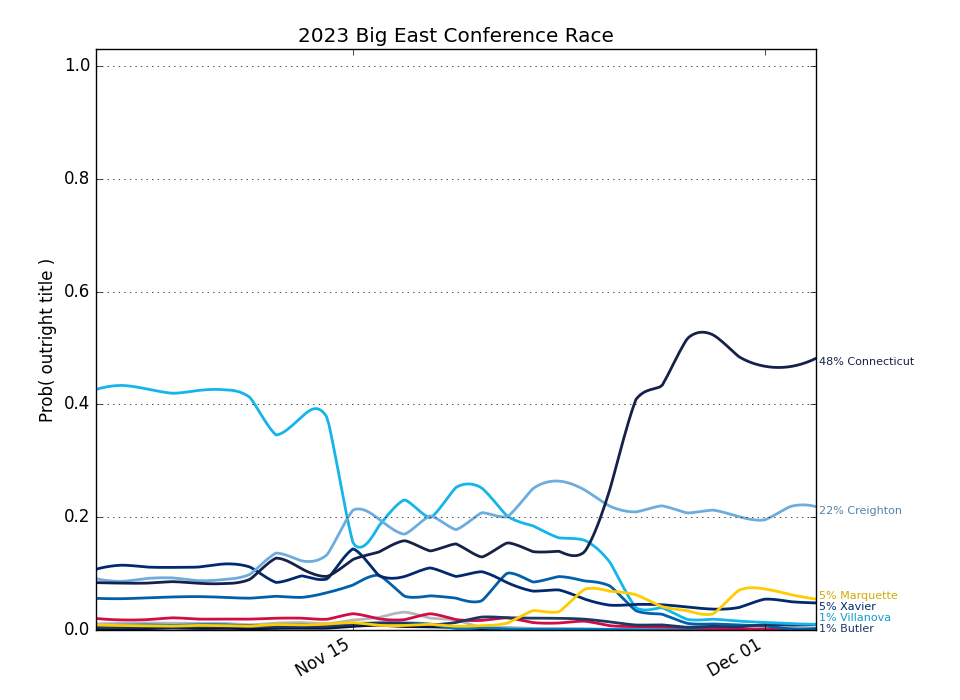 2023 Big East Conference Race
1.0
0.8
0.6
0.4
0.2
0.0
Prob( outright title )
48% Connecticut
22% Creighton
5% Marquette
5% Xavier
1% Villanova
1% Butler
Nov 15
Dec 01